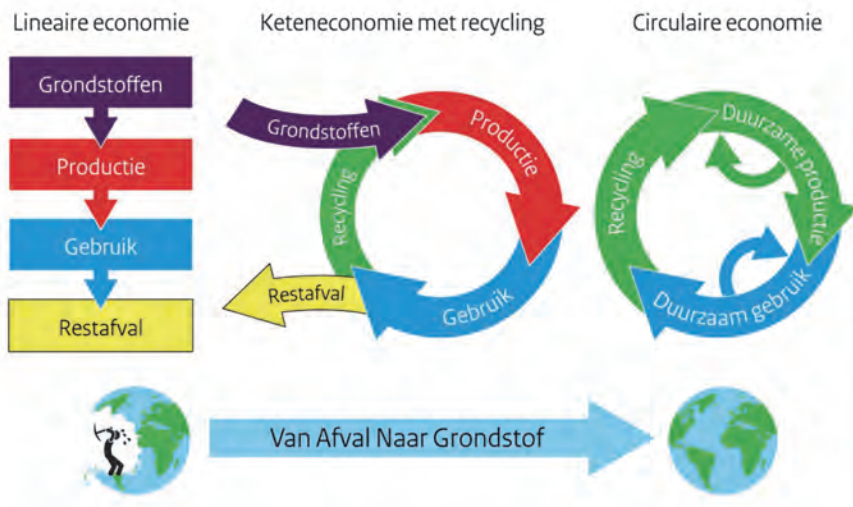 Lineaire economie
Keteneconomie met recycling
Circulaire economie
Grondstoffen
Productie
Gebruik
Restafval
Grondstoffen
Productie
Gebruik
Recycling
Restafval
Duurzame productie
Duurzaam gebruik
Recycling
Van Afval Naar Grondstof